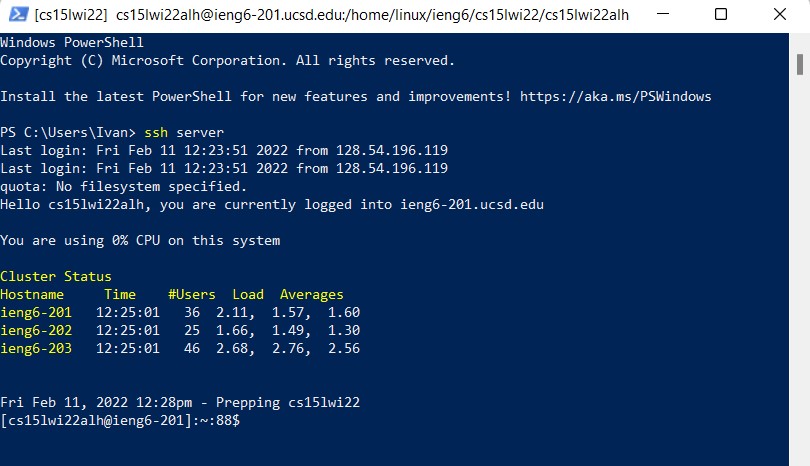 [cs15lwi22] cs15lwi22alh@ieng6-201.ucsd.edu:/home/linux/ieng6/cs15lwi22/cs15lwi22alh
Windows PowerShell
Copyright (C) Microsoft Corporation. All rights reserved.
Install the latest PowerShell for new features and improvements! https://aka.ms/PSWindows
PS C:\Users\Ivan> ssh server
Last login: Fri Feb 11 12:23:51 2022 from 128.54.196.119
Last login: Fri Feb 11 12:23:51 2022 from 128.54.196.119
quota: No filesystem specified.
Hello cs15lwi22alh, you are currently logged into ieng6-201.ucsd.edu
You are using 0% CPU on this system
Cluster Status
Hostname     Time    #Users  Load  Averages
ieng6-201   12:25:01   36  2.11,  1.57,  1.60
ieng6-202   12:25:01   25  1.66,  1.49,  1.30
ieng6-203   12:25:01   46  2.68,  2.76,  2.56
Fri Feb 11, 2022 12:28pm - Prepping cs15lwi22
[cs15lwi22alh@ieng6-201]:~:88$